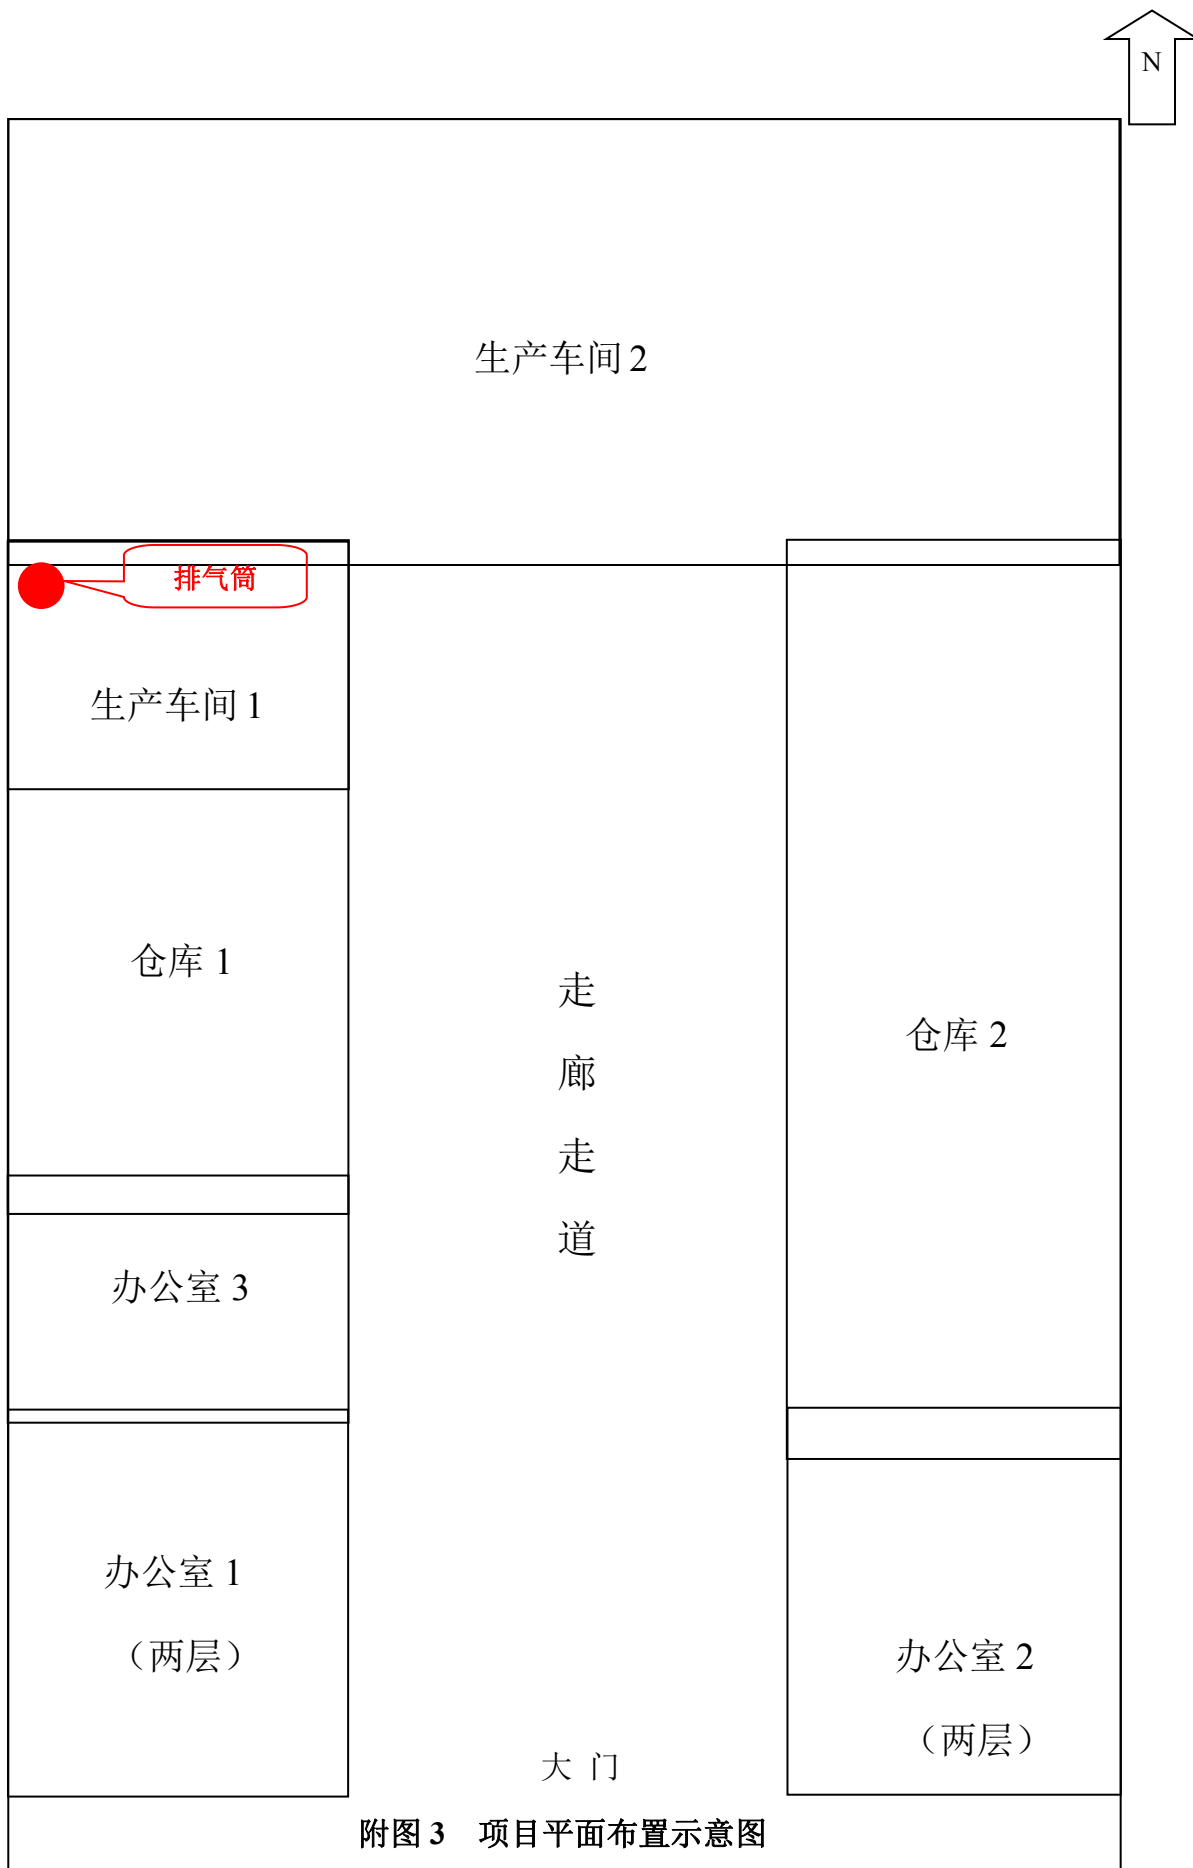 N
生产车间 2
排气筒
生产车间 1
仓库 1
走
廊
走
道
仓库 2
办公室 3
办公室 1
（两层）
办公室 2
（两层）
大 门
附图 3 项目平面布置示意图